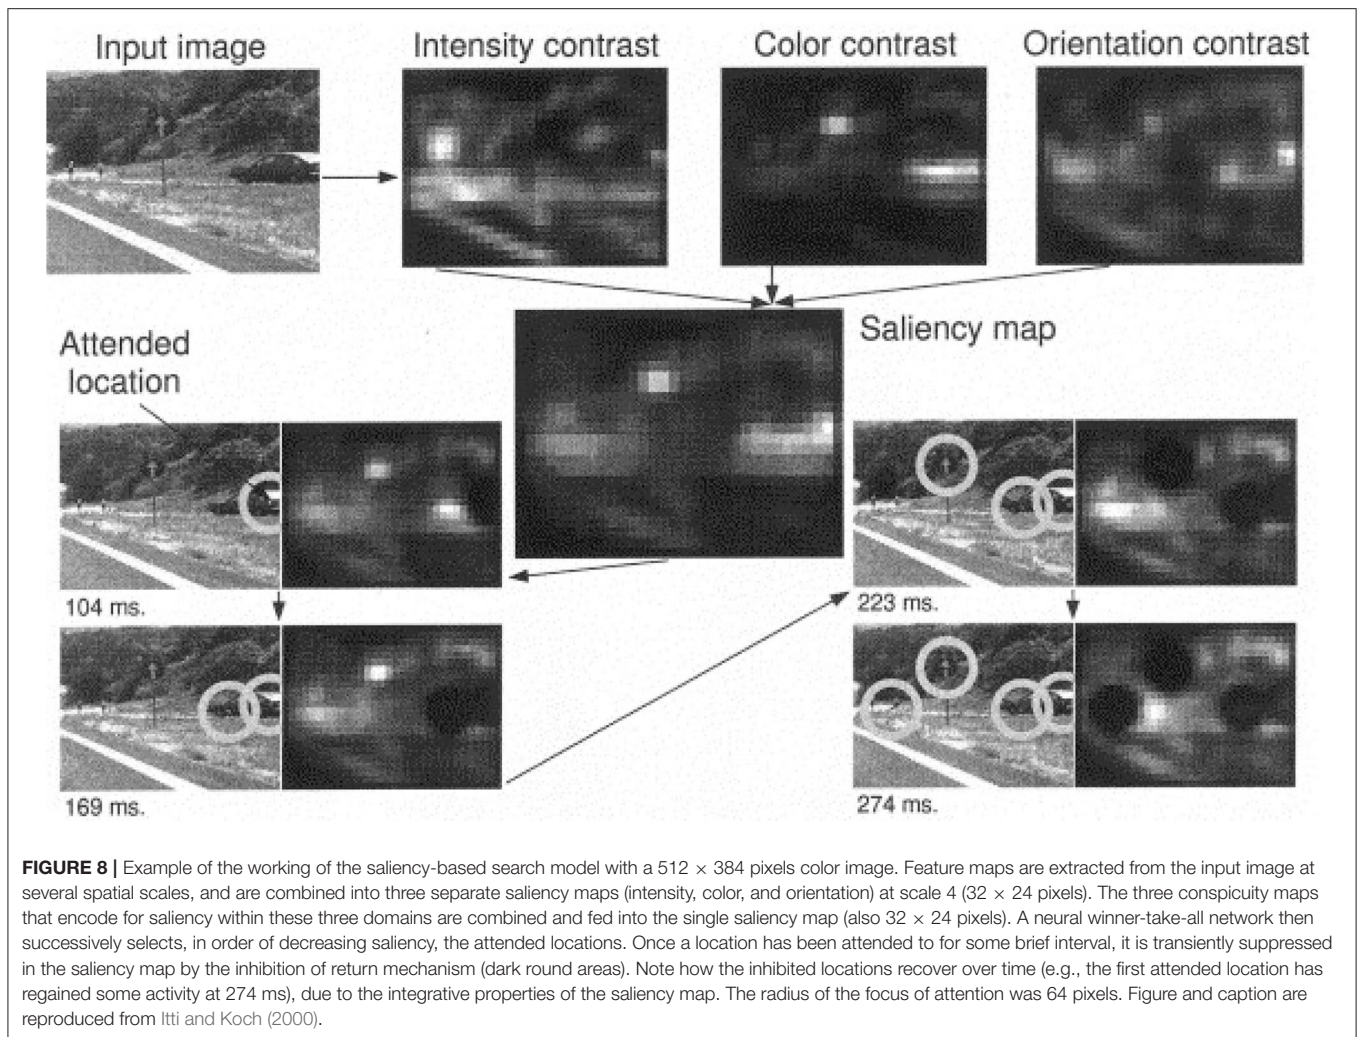 Input image
Intensity contrast
Color contrast
Orientation contrast
Saliency map
Attended
location
104 ms.
223 ms.
169 ms.
274 ms.
FIGURE 8 | Example of the working of the saliency-based search model with a 512 × 384 pixels color image. Feature maps are extracted from the input image at
several spatial scales, and are combined into three separate saliency maps (intensity, color, and orientation) at scale 4 (32 × 24 pixels). The three conspicuity maps
that encode for saliency within these three domains are combined and fed into the single saliency map (also 32 × 24 pixels). A neural winner-take-all network then
successively selects, in order of decreasing saliency, the attended locations. Once a location has been attended to for some brief interval, it is transiently suppressed
in the saliency map by the inhibition of return mechanism (dark round areas). Note how the inhibited locations recover over time (e.g., the first attended location has
regained some activity at 274 ms), due to the integrative properties of the saliency map. The radius of the focus of attention was 64 pixels. Figure and caption are
reproduced from Itti and Koch (2000).